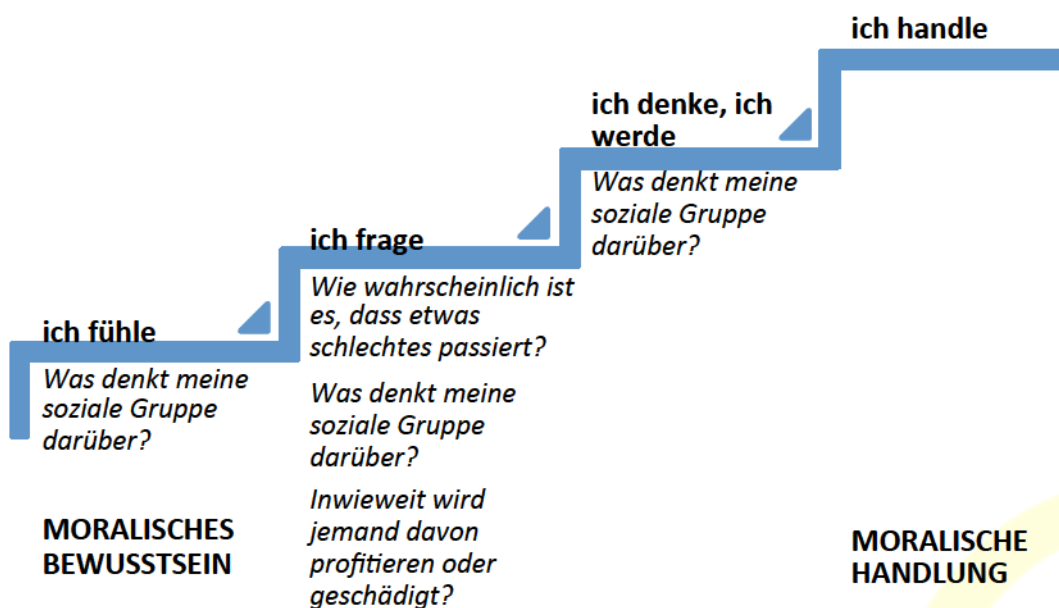 ich handle
ich denke, ich
werde
Was denkt meine
soziale Gruppe
darüber?
ich frage
Wie wahrscheinlich ist
es, dass etwas
schlechtes passiert?
Was denkt meine
soziale Gruppe
darüber?
Inwieweit wird
jemand davon
profitieren oder
geschädigt?
ich fühle
Was denkt meine
soziale Gruppe
darüber?
MORALISCHES
BEWUSSTSEIN
MORALISCHE
HANDLUNG